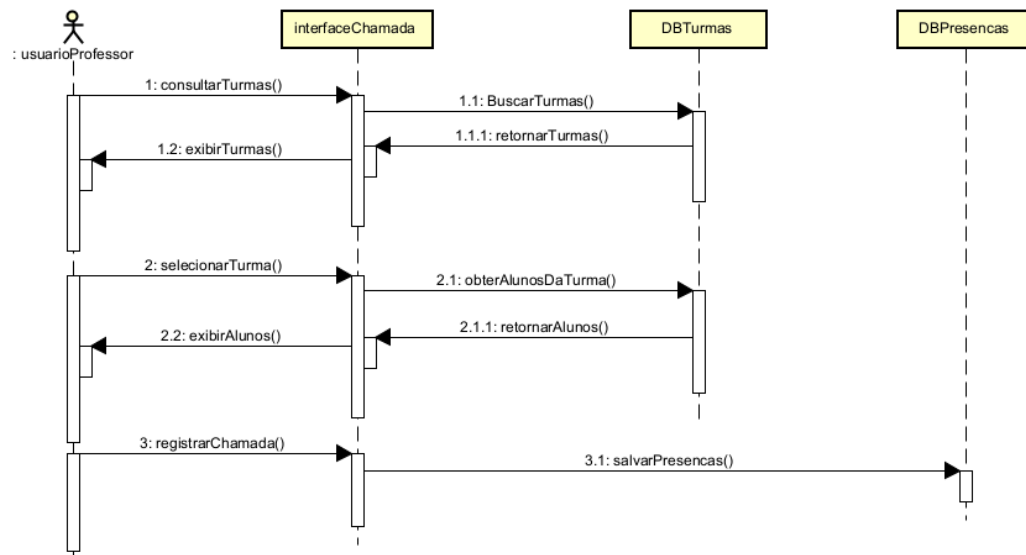 interfaceChamada
DBTurmas
DBPresencas
: usuarioProfessor
1: consultarTurmas()
1.1: BuscarTurmas()
1.1.1: retornarTurmas()
1.2: exibirTurmas()
2: selecionarTurma()
2.1: obterAlunosDaTurma()
2.1.1: retornarAlunos()
2.2: exibirAlunos()
3: registrarChamada()
3.1: salvarPresencas()